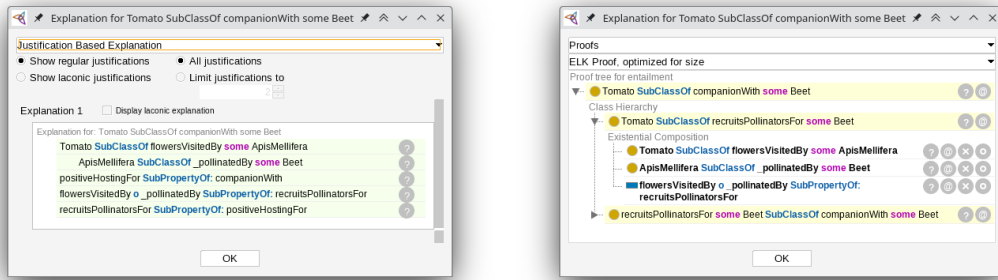 Explanation for Tomato SubClassOf companionWith some Beet
Justification Based Explanation
Show regular justifications
All justifications
Show laconic justifications
Limit justifications to
2
Explanation 1
Display laconic explanation
Explanation for: Tomato SubClassOf companionWith some Beet
Tomato SubClassOf flowersVisitedBy some ApisMellifera
?
ApisMellifera SubClassOf _pollinatedBy some Beet
?
positiveHostingFor SubPropertyOf: companionWith
?
flowersVisitedBy o _pollinatedBy SubPropertyOf: recruitsPollinatorsFor
?
recruitsPollinatorsFor SubPropertyOf: positiveHostingFor
?
OK
Explanation for Tomato SubClassOf companionWith some Beet
Proofs
ELK Proof, optimized for size
Proof tree for entailment
Tomato SubClassOf companionWith some Beet
? @
Class Hierarchy
Tomato SubClassOf recruitsPollinatorsFor some Beet
? @
Existential Composition
Tomato SubClassOf flowersVisitedBy some ApisMellifera
? @
ApisMellifera SubClassOf _pollinatedBy some Beet
? @
flowersVisitedBy o _pollinatedBy SubPropertyOf:
recruitsPollinatorsFor
? @
recruitsPollinatorsFor some Beet SubClassOf companionWith some Beet
? @
OK